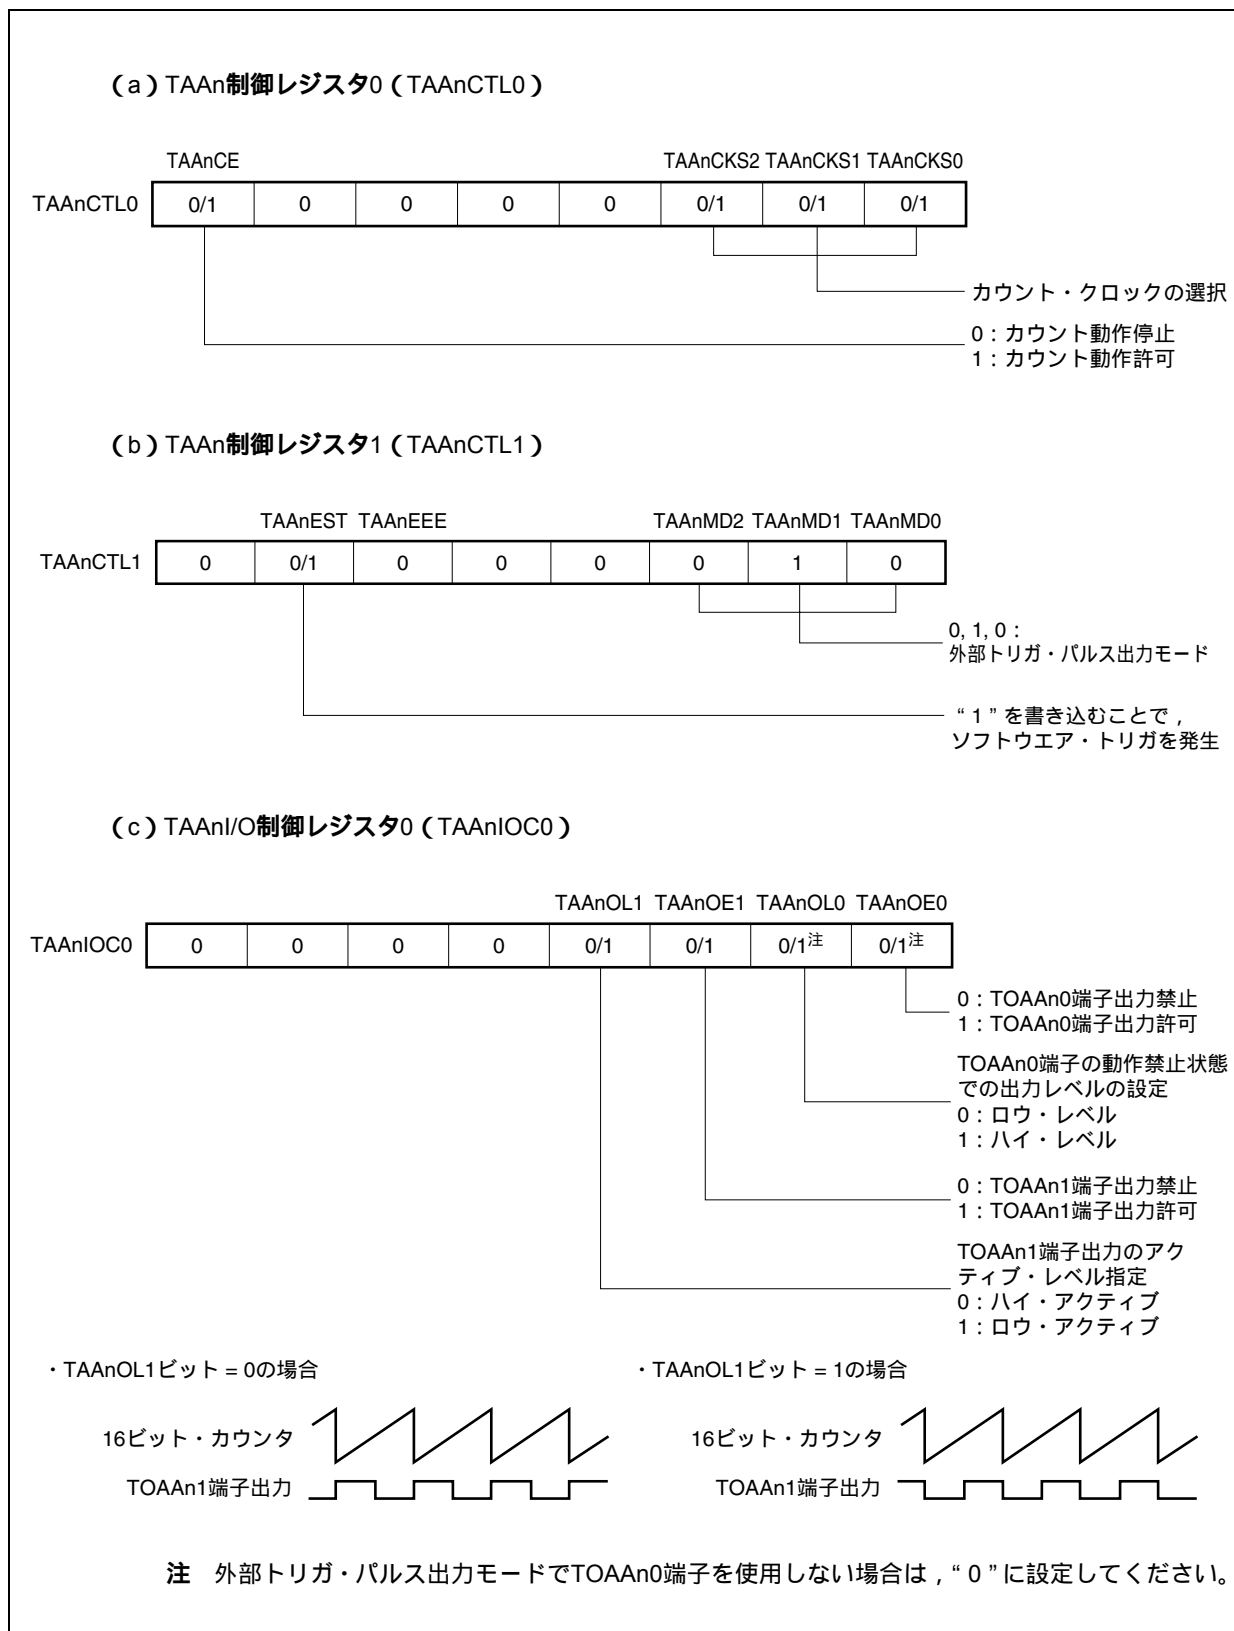 （a）TAAn制御レジスタ0（TAAnCTL0）
TAAnCE TAAnCKS2 TAAnCKS1 TAAnCKS0
TAAnCTL0 0/1 0 0 0 0 0/1 0/1 0/1
カウント・クロックの選択
0：カウント動作停止
1：カウント動作許可
（b）TAAn制御レジスタ1（TAAnCTL1）
TAAnEST TAAnEEE TAAnMD2 TAAnMD1 TAAnMD0
TAAnCTL1 0 0/1 0 0 0 0 1 0
0, 1, 0：
外部トリガ・パルス出力モード
“1”を書き込むことで，
ソフトウエア・トリガを発生
（c）TAAnI/O制御レジスタ0（TAAnIOC0）
TAAnOL1 TAAnOE1 TAAnOL0 TAAnOE0
TAAnIOC0 0 0 0 0 0/1 0/1 0/1注 0/1注
0：TOAAn0端子出力禁止
1：TOAAn0端子出力許可
TOAAn0端子の動作禁止状態
での出力レベルの設定
0：ロウ・レベル
1：ハイ・レベル
0：TOAAn1端子出力禁止
1：TOAAn1端子出力許可
TOAAn1端子出力のアク
ティブ・レベル指定
0：ハイ・アクティブ
1：ロウ・アクティブ
・TAAnOL1ビット = 0の場合 ・TAAnOL1ビット = 1の場合
16ビット・カウンタ 16ビット・カウンタ
TOAAn1端子出力 TOAAn1端子出力
注 外部トリガ・パルス出力モードでTOAAn0端子を使用しない場合は，“0”に設定してください。